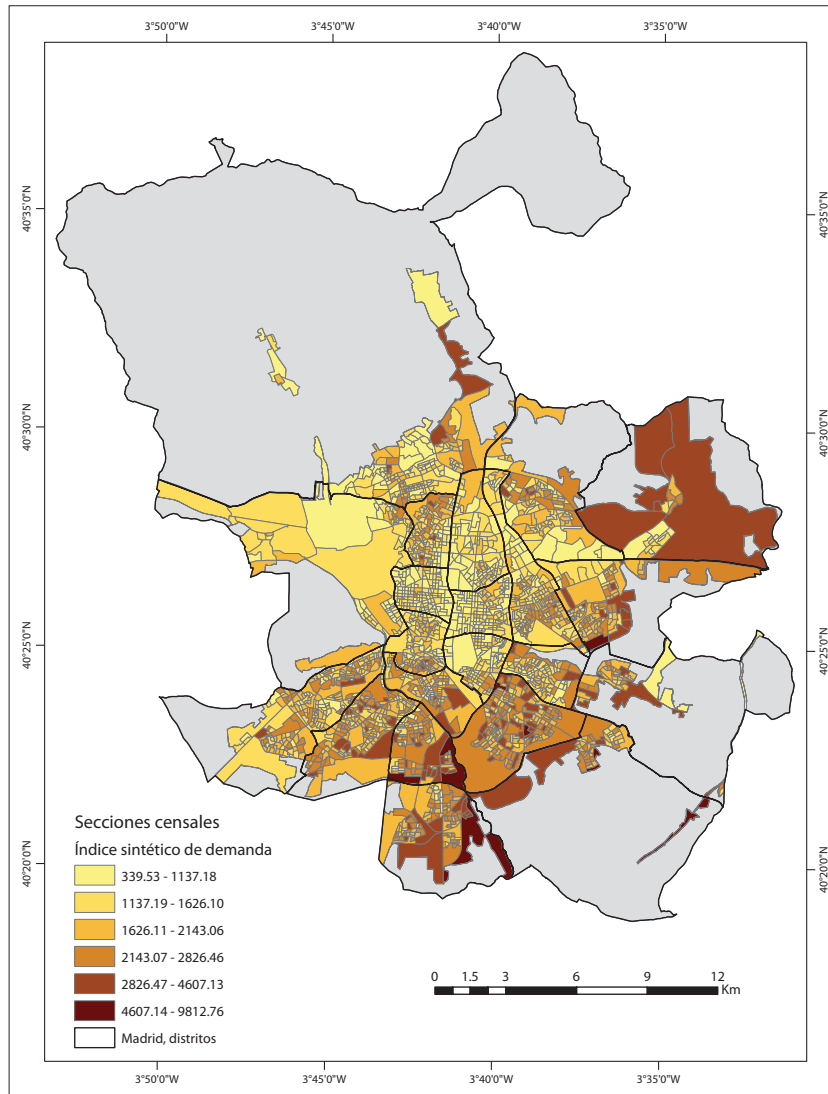 3°50'0"W 3°45'0"W 3°40'0"W 3°35'0"W
40°35'0"N 40°35'0"N
40°30'0"N 40°30'0"N
40°25'0"N 40°25'0"N
40°20'0"N 40°20'0"N
Secciones censales
Índice sintético de demanda
339.53 - 1137.18
1137.19 - 1626.10
1626.11 - 2143.06
2143.07 - 2826.46
2826.47 - 4607.13
4607.14 - 9812.76
Madrid, distritos
0 1.5 3 6 9 12
Km
3°50'0"W 3°45'0"W 3°40'0"W 3°35'0"W